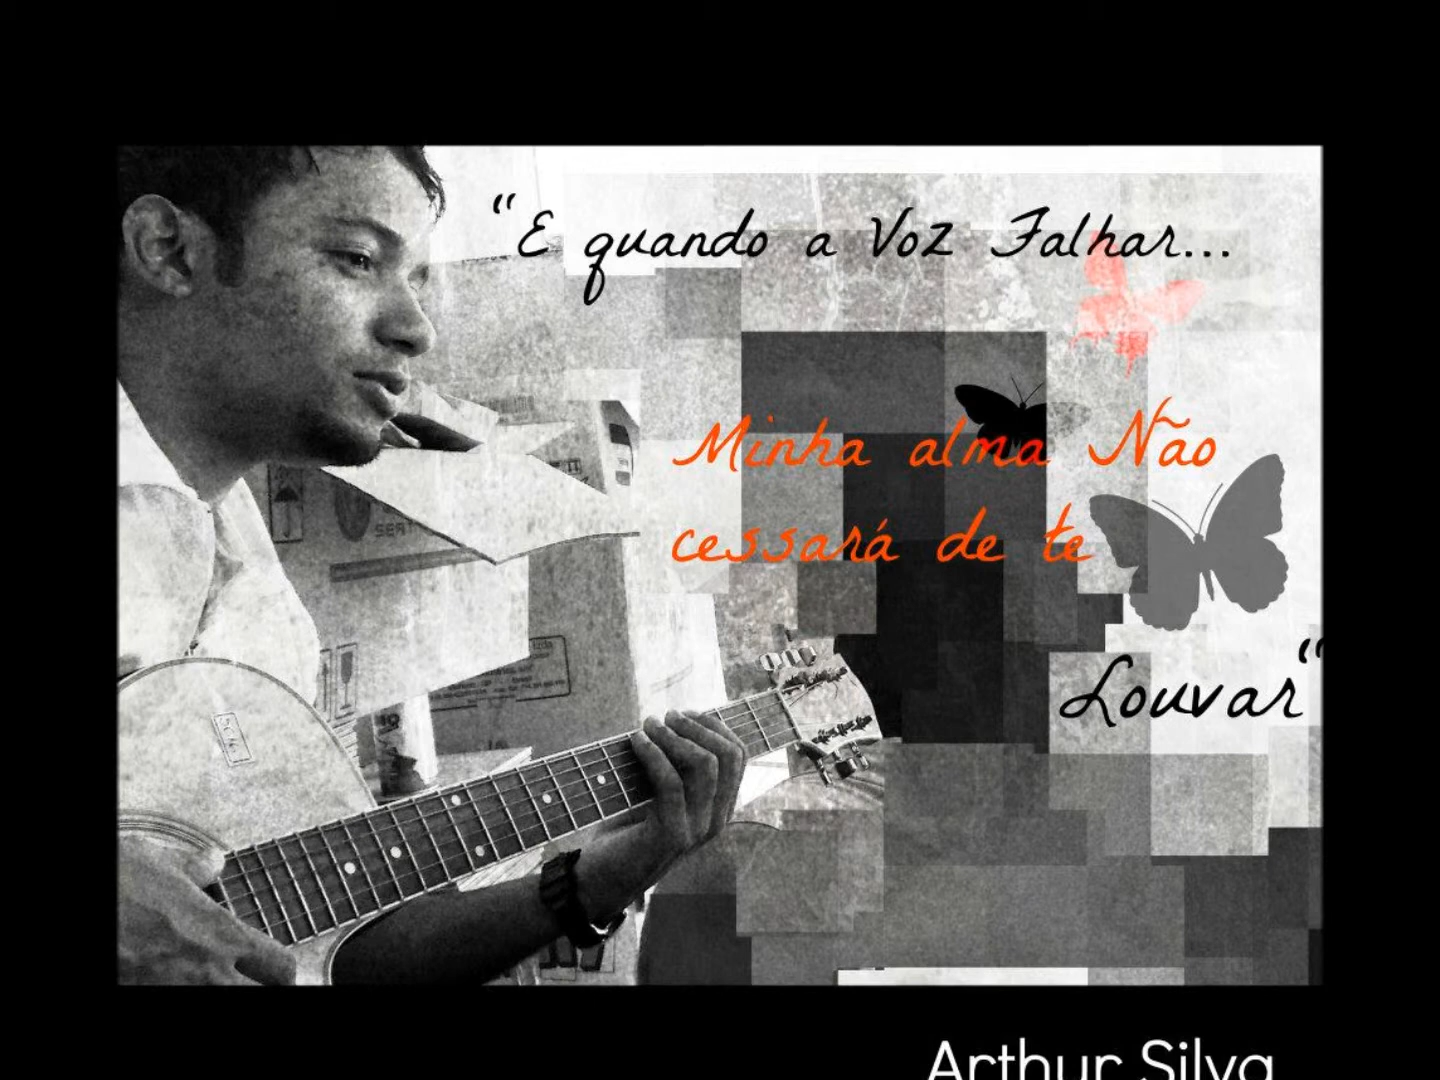 “E quando a Voz Falhar...
Minha alma Não
cessará de te
Louvar“
Arthur Silva